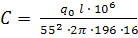 C = q₀ l · 10⁶ / 55² · 2π · 196 · 16